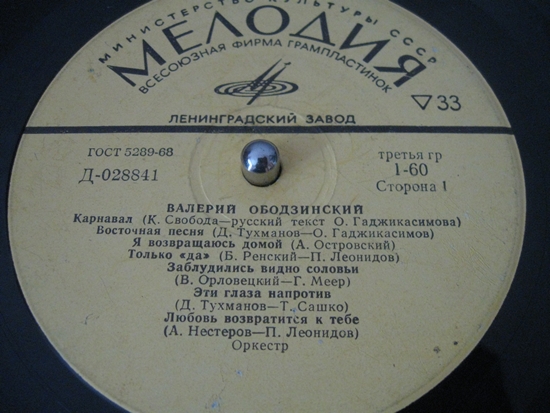 МИНИСТЕРСТВО КУЛЬТУРЫ СССР
МЕЛОДИЯ
ВСЕСОЮЗНАЯ ФИРМА ГРАМПЛАСТИНОК
▽33
ЛЕНИНГРАДСКИЙ ЗАВОД
ГОСТ 5289-68
третья гр
Д-028841
1-60
Сторона 1
ВАЛЕРИЙ ОБОДЗИНСКИЙ
Карнавал (К. Свобода—русский текст О. Гаджикасимова)
Восточная песня (Д. Тухманов—О. Гаджикасимов)
Я возвращаюсь домой (А. Островский)
Только «да» (Б. Ренский—П. Леонидов)
Заблудились видно соловьи
(В. Орловецкий—Г. Меер)
Эти глаза напротив
(Д. Тухманов—Т. Сашко)
Любовь возвратится к тебе
(А. Нестеров—П. Леонидов)
Оркестр